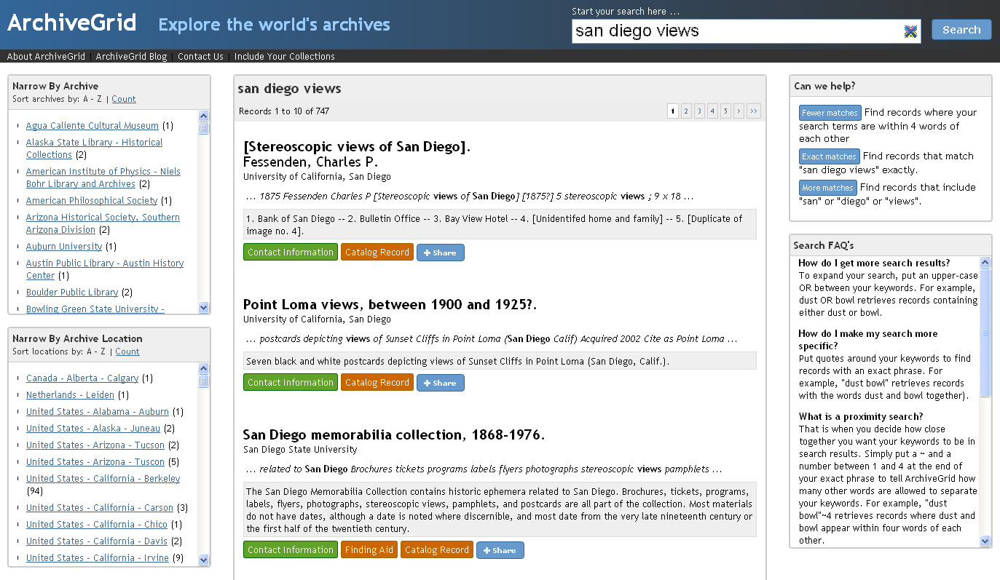 ArchiveGrid
Explore the world's archives
Start your search here ...
san diego views
Search
About ArchiveGrid | ArchiveGrid Blog | Contact Us | Include Your Collections
Narrow By Archive
Sort archives by: A - Z | Count
Agua Caliente Cultural Museum (1)
Alaska State Library - Historical
Collections (2)
American Institute of Physics - Niels
Bohr Library and Archives (2)
American Philosophical Society (1)
Arizona Historical Society, Southern
Arizona Division (2)
Auburn University (1)
Austin Public Library - Austin History
Center (1)
Boulder Public Library (2)
Bowling Green State University -
Narrow By Archive Location
Sort locations by: A - Z | Count
Canada - Alberta - Calgary (1)
Netherlands - Leiden (1)
United States - Alabama - Auburn (1)
United States - Alaska - Juneau (2)
United States - Arizona - Tucson (2)
United States - Arizona - Tuscon (5)
United States - California - Berkeley
(94)
United States - California - Carson (3)
United States - California - Chico (1)
United States - California - Davis (2)
United States - California - Irvine (9)
san diego views
Records 1 to 10 of 747
1 2 3 4 5 > >>
[Stereoscopic views of San Diego].
Fessenden, Charles P.
University of California, San Diego
... 1875 Fessenden Charles P [Stereoscopic views of San Diego] [1875?] 5 stereoscopic views ; 9 x 18 ...
1. Bank of San Diego -- 2. Bulletin Office -- 3. Bay View Hotel -- 4. [Unidentifed home and family] -- 5. [Duplicate of
image no. 4].
Contact Information Catalog Record Share
Point Loma views, between 1900 and 1925?.
University of California, San Diego
... postcards depicting views of Sunset Cliffs in Point Loma (San Diego Calif) Acquired 2002 Cite as Point Loma ...
Seven black and white postcards depicting views of Sunset Cliffs in Point Loma (San Diego, Calif.).
Contact Information Catalog Record Share
San Diego memorabilia collection, 1868-1976.
San Diego State University
... related to San Diego Brochures tickets programs labels flyers photographs stereoscopic views pamphlets ...
The San Diego Memorabilia Collection contains historic ephemera related to San Diego. Brochures, tickets, programs,
labels, flyers, photographs, stereoscopic views, pamphlets, and postcards are all part of the collection. Most materials
do not have dates, although a date is noted where discernible, and most date from the very late nineteenth century or
the first half of the twentieth century.
Contact Information Finding Aid Catalog Record Share
Can we help?
Fewer matches Find records where your
search terms are within 4 words of
each other
Exact matches Find records that match
"san diego views" exactly.
More matches Find records that include
"san" or "diego" or "views".
Search FAQ's
How do I get more search results?
To expand your search, put an upper-case
OR between your keywords. For example,
dust OR bowl retrieves records containing
either dust or bowl.
How do I make my search more
specific?
Put quotes around your keywords to find
records with an exact phrase. For
example, "dust bowl" retrieves records
with the words dust and bowl together).
What is a proximity search?
That is when you decide how close
together you want your keywords to be in
search results. Simply put a ~ and a
number between 1 and 4 at the end of
your exact phrase to tell ArchiveGrid how
many other words are allowed to separate
your keywords. For example, "dust
bowl"~4 retrieves records where dust and
bowl appear within four words of each
other.